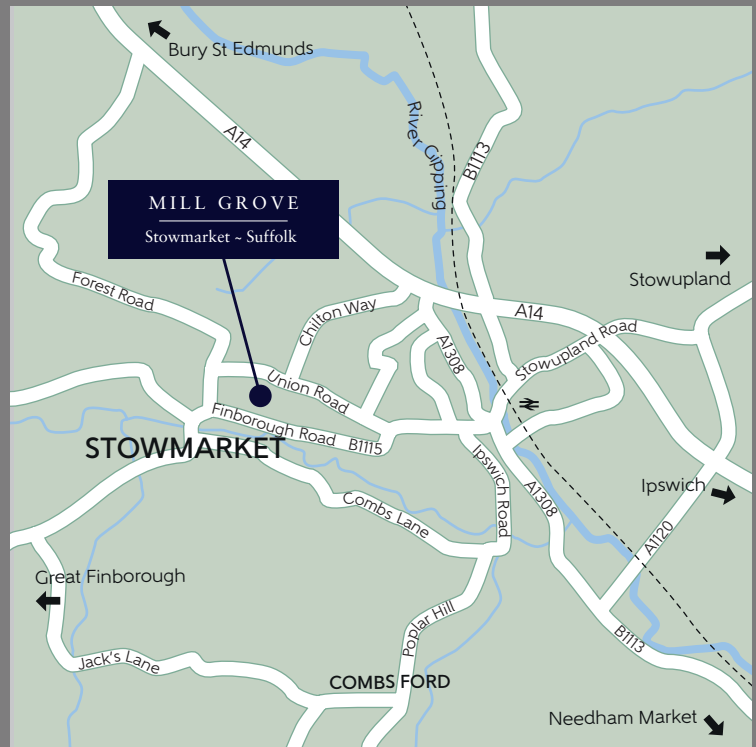 Bury St Edmunds
A14
River Gipping
B1113
MILL GROVE
Stowmarket ~ Suffolk
Stowupland
Forest Road
Chilton Way
A14
Stowupland Road
A1308
Union Road
Finborough Road B1115
STOWMARKET
Ipswich Road
A1308
Ipswich
Combs Lane
A1120
Great Finborough
Poplar Hill
B1113
Jack's Lane
COMBS FORD
Needham Market